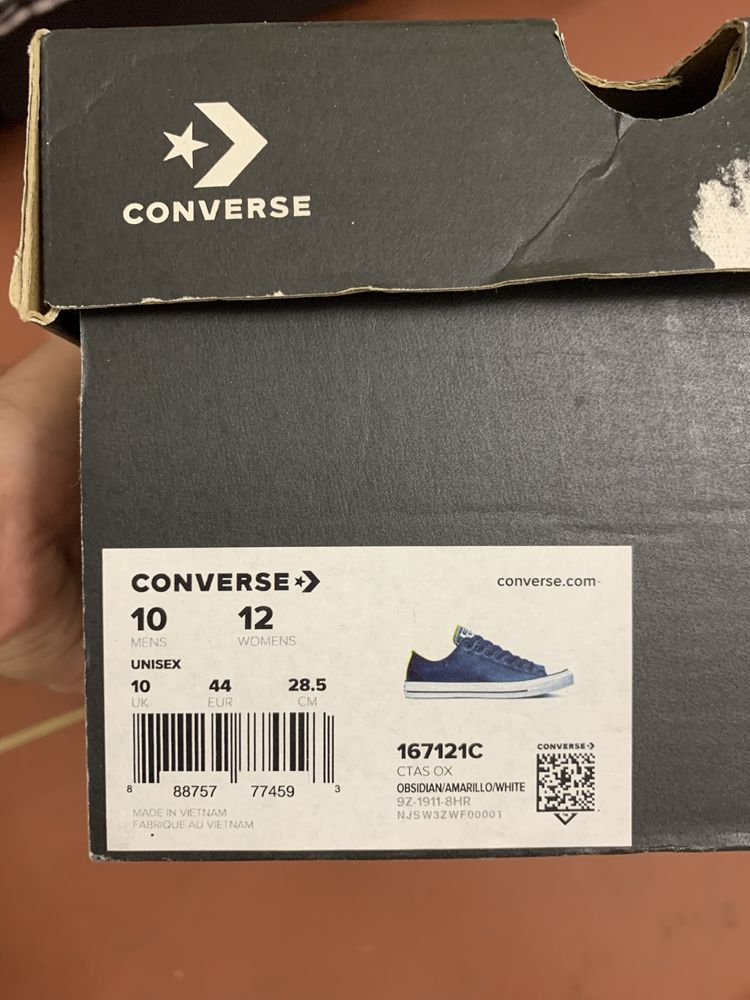 CONVERSE
CONVERSE
converse.com
10 12
MENS WOMENS
UNISEX
10 44 28.5
UK EUR CM
8 88757 77459 3
MADE IN VIETNAM
FABRIQUE AU VIETNAM
167121C
CTAS OX
OBSIDIAN/AMARILLO/WHITE
9Z-1911-8HR
NJSW3ZWF00001
CONVERSE